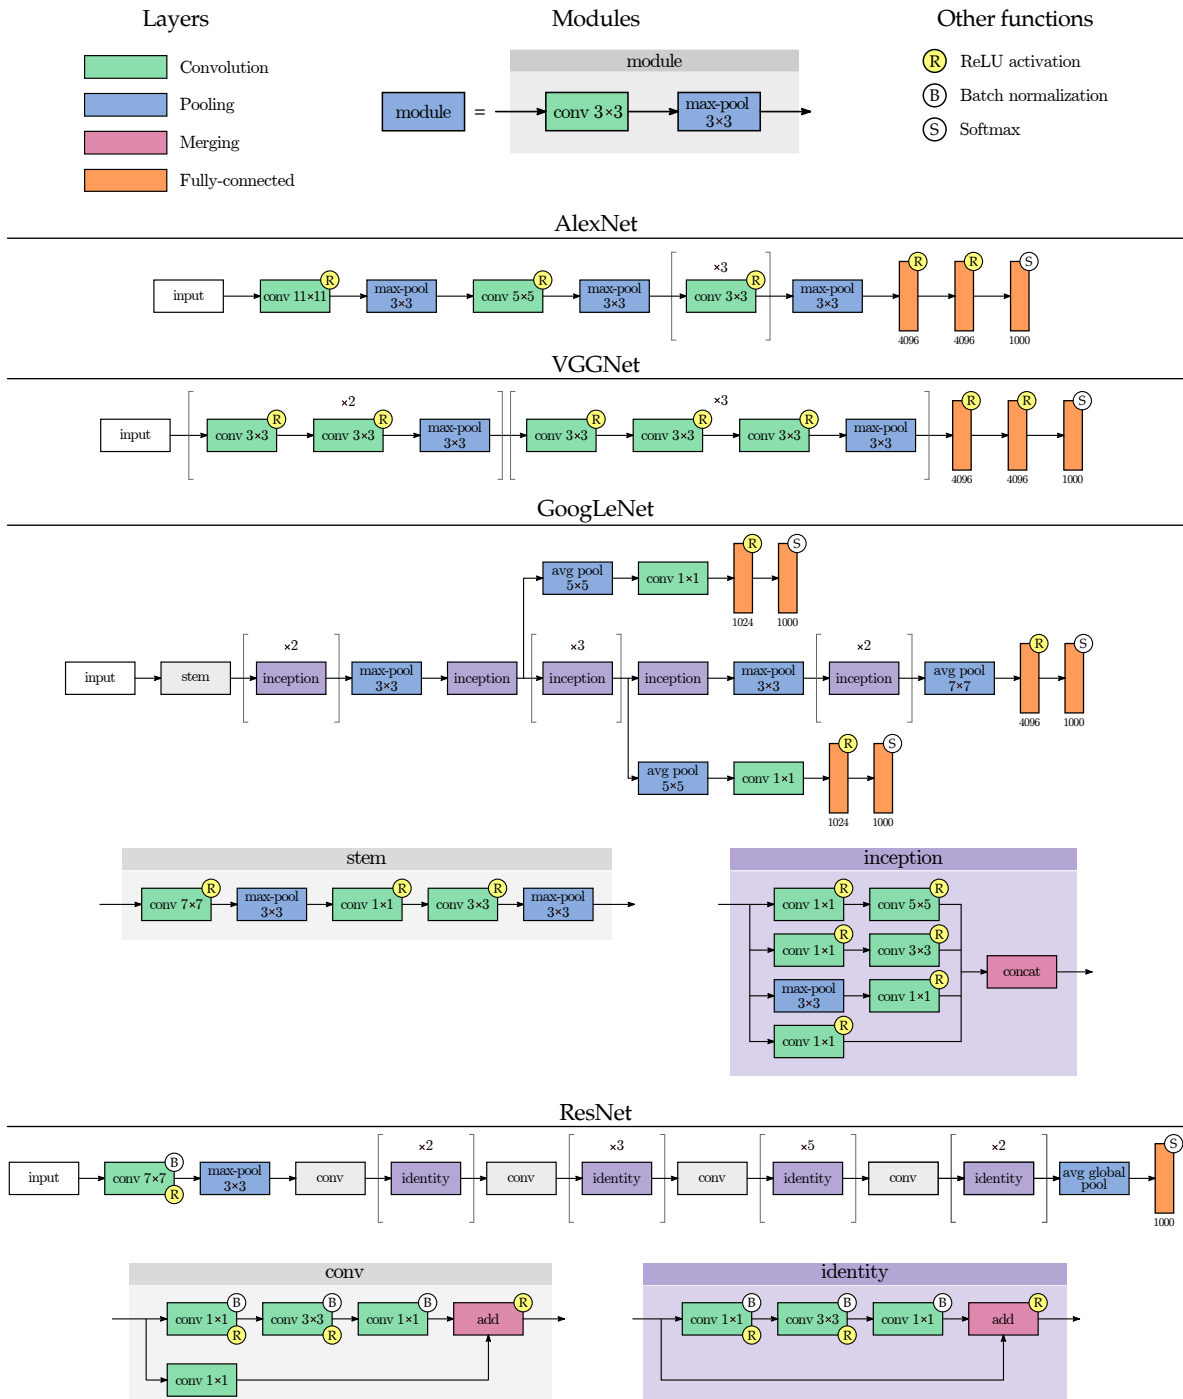 Layers
Modules
Other functions
Convolution
Pooling
Merging
Fully-connected
module
=
module
conv 3×3
max-pool
3×3
R
ReLU activation
B
Batch normalization
S
Softmax
AlexNet
input
conv 11×11
R
max-pool
3×3
conv 5×5
R
max-pool
3×3
×3
conv 3×3
R
max-pool
3×3
R
4096
R
4096
S
1000
VGGNet
input
×2
conv 3×3
R
conv 3×3
R
max-pool
3×3
×3
conv 3×3
R
conv 3×3
R
conv 3×3
R
max-pool
3×3
R
4096
R
4096
S
1000
GoogLeNet
avg pool
5×5
conv 1×1
R
1024
S
1000
input
stem
×2
inception
max-pool
3×3
inception
×3
inception
inception
max-pool
3×3
×2
inception
avg pool
7×7
R
4096
S
1000
avg pool
5×5
conv 1×1
R
1024
S
1000
stem
conv 7×7
R
max-pool
3×3
conv 1×1
R
conv 3×3
R
max-pool
3×3
inception
conv 1×1
R
conv 5×5
R
conv 1×1
R
conv 3×3
R
max-pool
3×3
conv 1×1
R
conv 1×1
R
concat
ResNet
input
conv 7×7
B
R
max-pool
3×3
conv
×2
identity
conv
×3
identity
conv
×5
identity
conv
×2
identity
avg global
pool
S
1000
conv
conv 1×1
B
R
conv 3×3
B
R
conv 1×1
B
add
R
conv 1×1
identity
conv 1×1
B
R
conv 3×3
B
R
conv 1×1
B
add
R